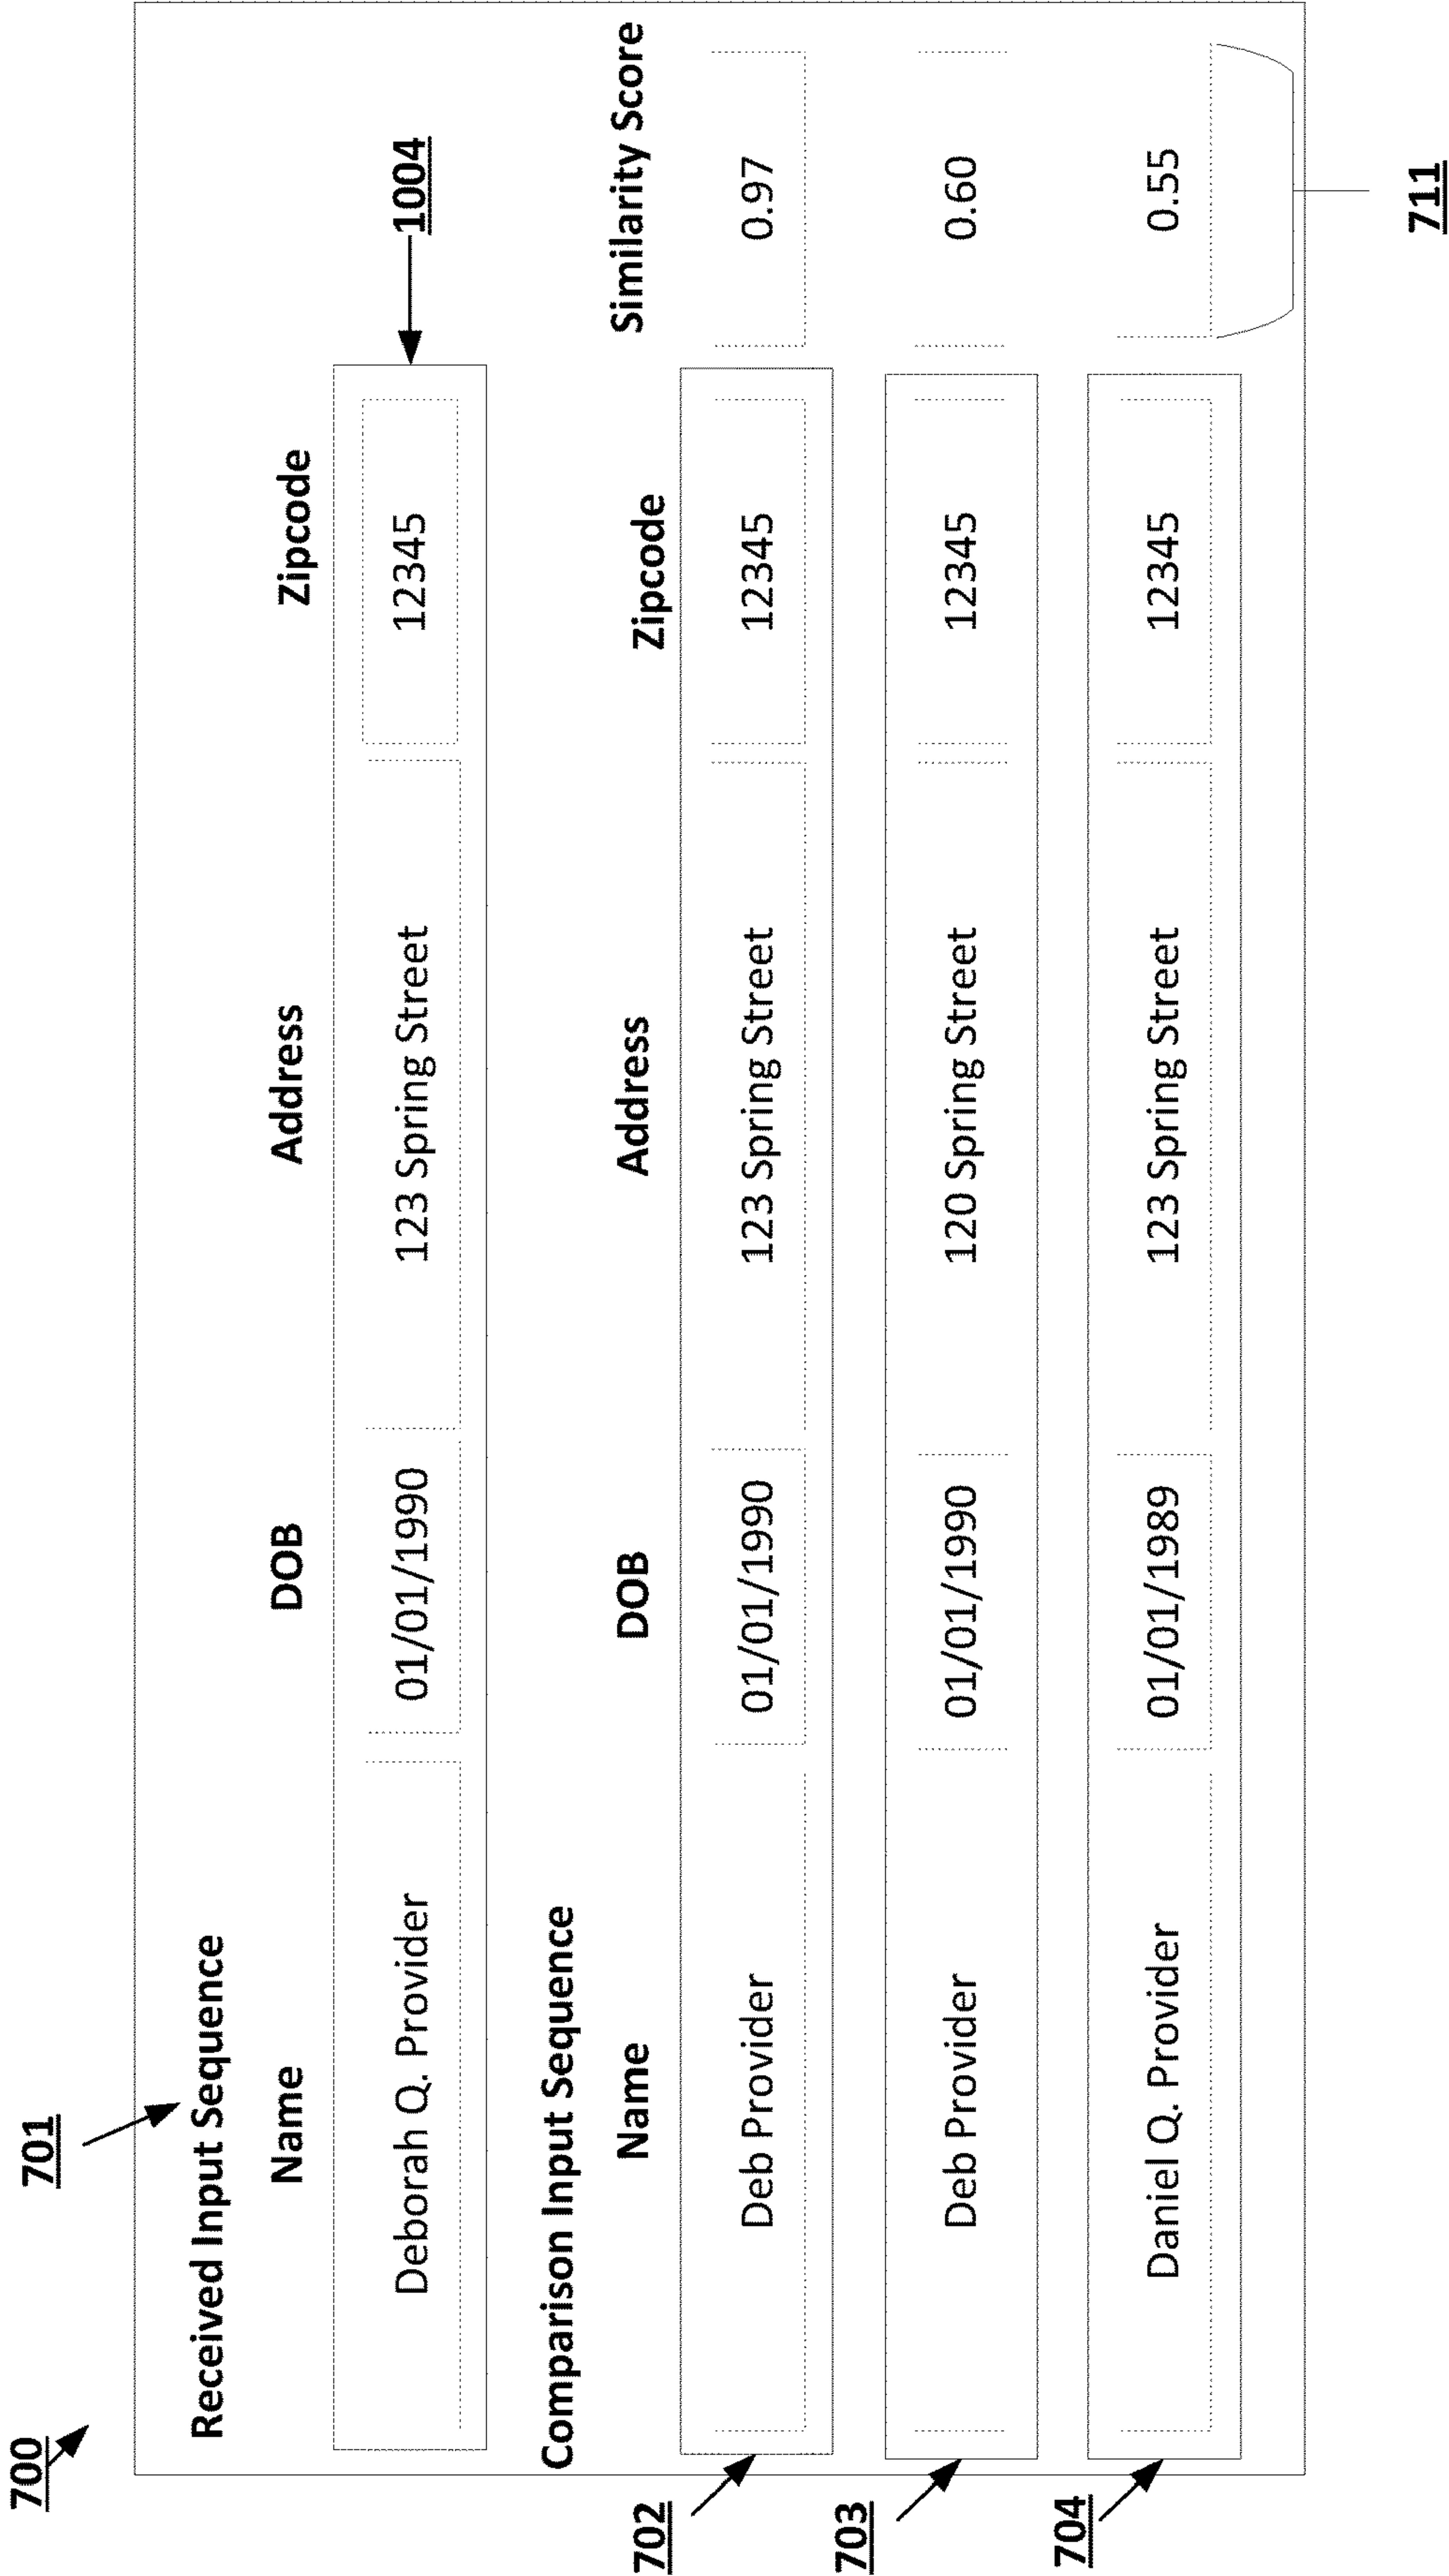 700
701
Received Input Sequence
Name DOB Address Zipcode
Deborah Q. Provider 01/01/1990 123 Spring Street 12345 1004
Comparison Input Sequence
Name DOB Address Zipcode Similarity Score
702 Deb Provider 01/01/1990 123 Spring Street 12345 0.97
703 Deb Provider 01/01/1990 120 Spring Street 12345 0.60
704 Daniel Q. Provider 01/01/1989 123 Spring Street 12345 0.55
711